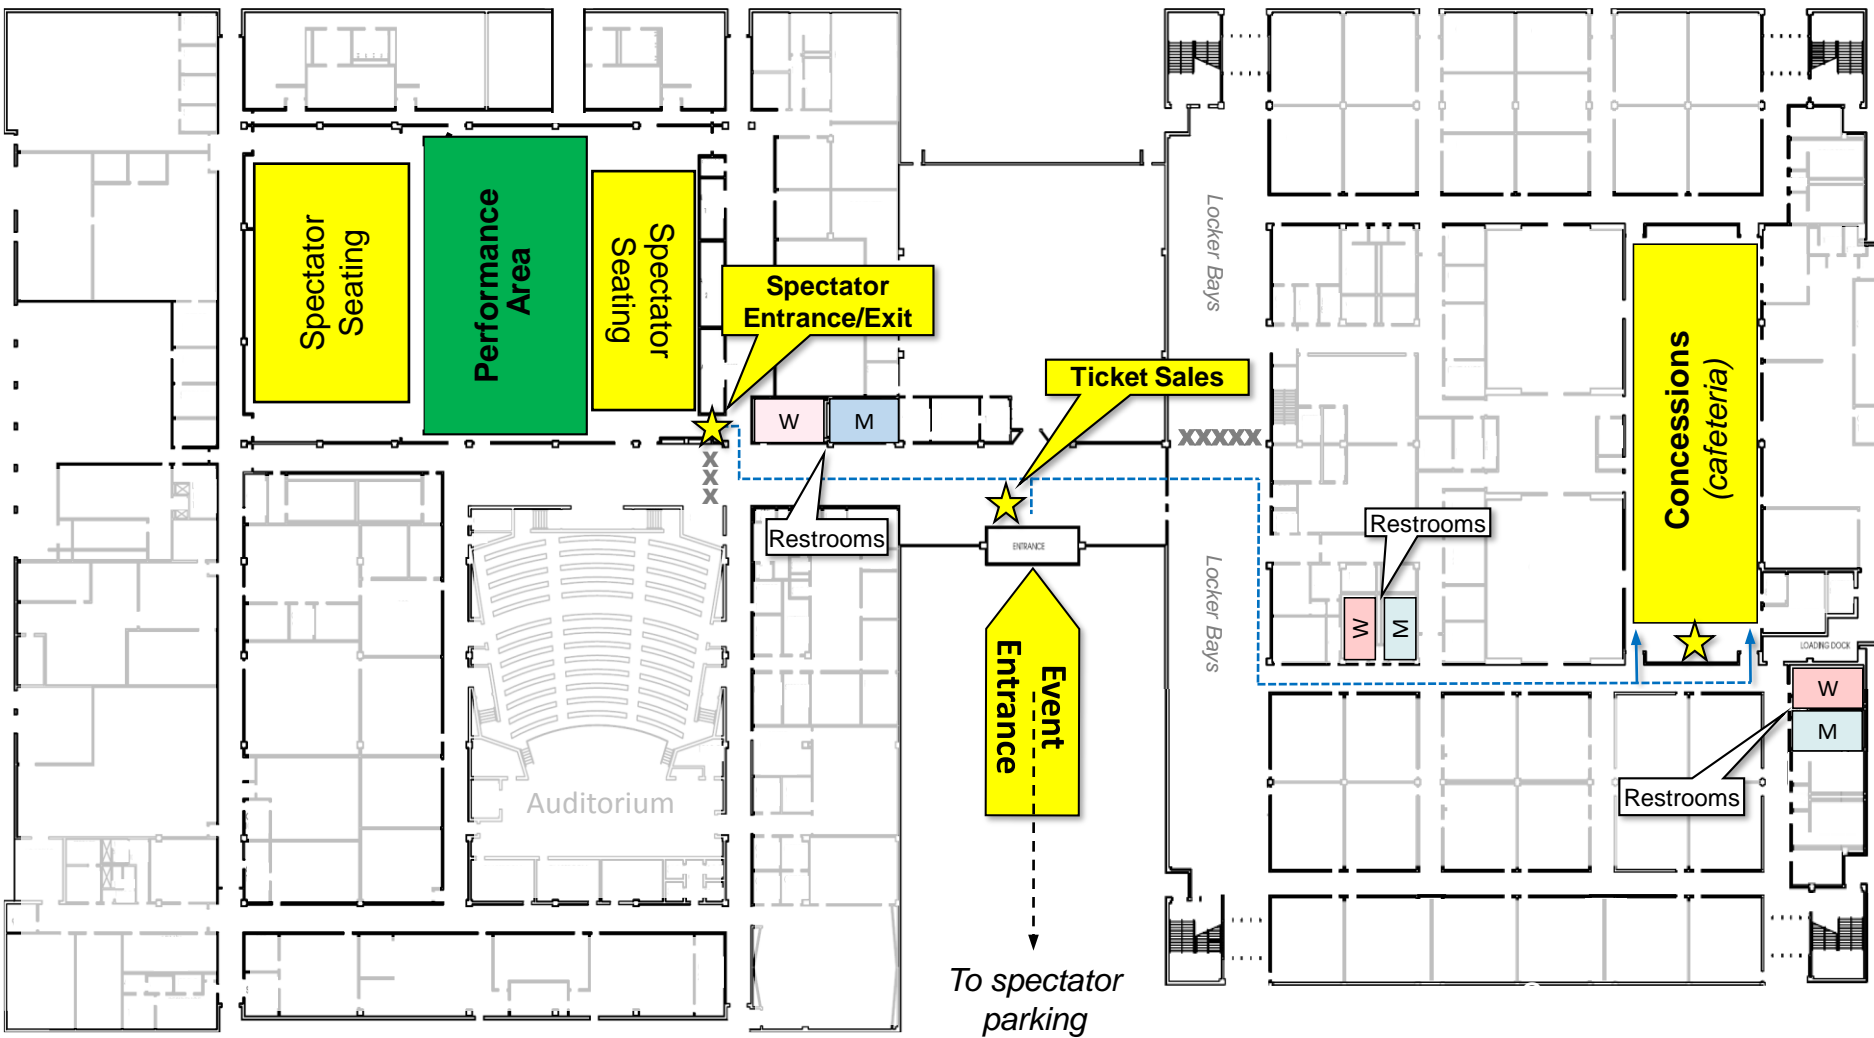 Spectator
Seating
Performance
Area
Spectator
Seating
Spectator
Entrance/Exit
Ticket Sales
W
M
Restrooms
XXXXX
X
X
X
Locker Bays
Locker Bays
ENTRANCE
Event
Entrance
To spectator
parking
Auditorium
Restrooms
W
M
Concessions
(cafeteria)
LOADING DOCK
W
M
Restrooms